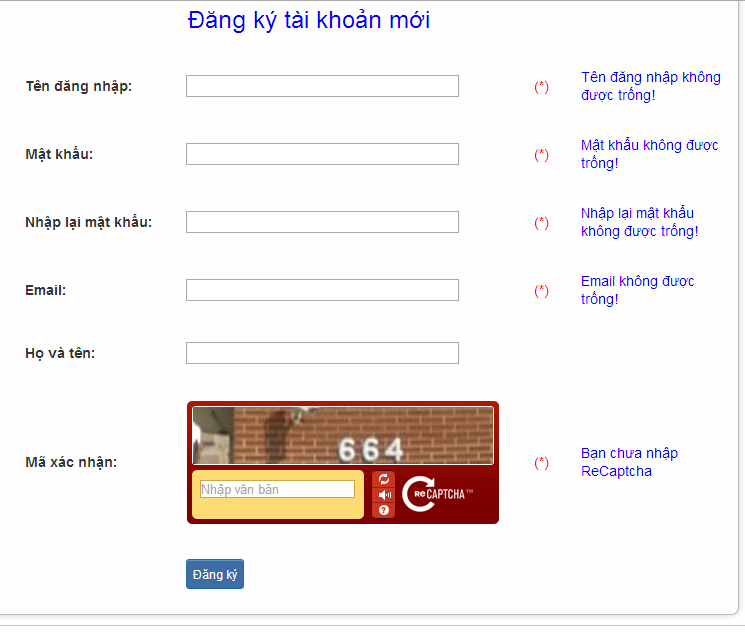 Đăng ký tài khoản mới
Tên đăng nhập:
(*)
Tên đăng nhập không
được trống!
Mật khẩu:
(*)
Mật khẩu không được
trống!
Nhập lại mật khẩu:
(*)
Nhập lại mật khẩu
không được trống!
Email:
(*)
Email không được
trống!
Họ và tên:
Mã xác nhận:
664
Nhập văn bản
?
ReCAPTCHA™
(*)
Bạn chưa nhập
ReCaptcha
Đăng ký